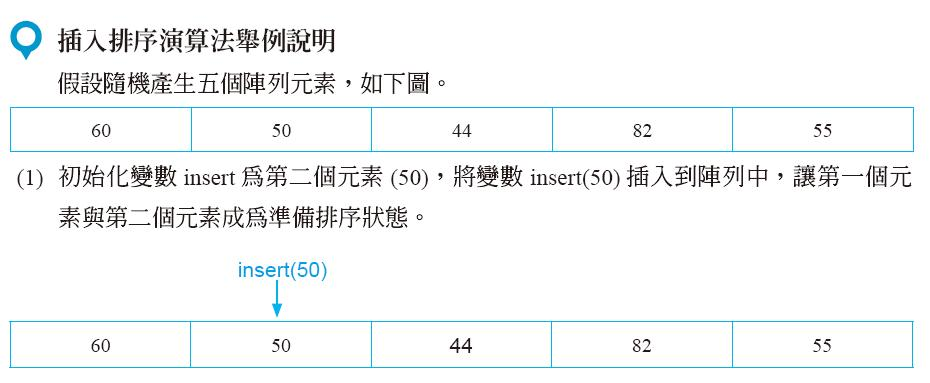 插入排序演算法舉例說明
假設隨機產生五個陣列元素，如下圖。
60 50 44 82 55
(1) 初始化變數 insert 爲第二個元素 (50)，將變數 insert(50) 插入到陣列中，讓第一個元
素與第二個元素成爲準備排序狀態。
insert(50)
60 50 44 82 55